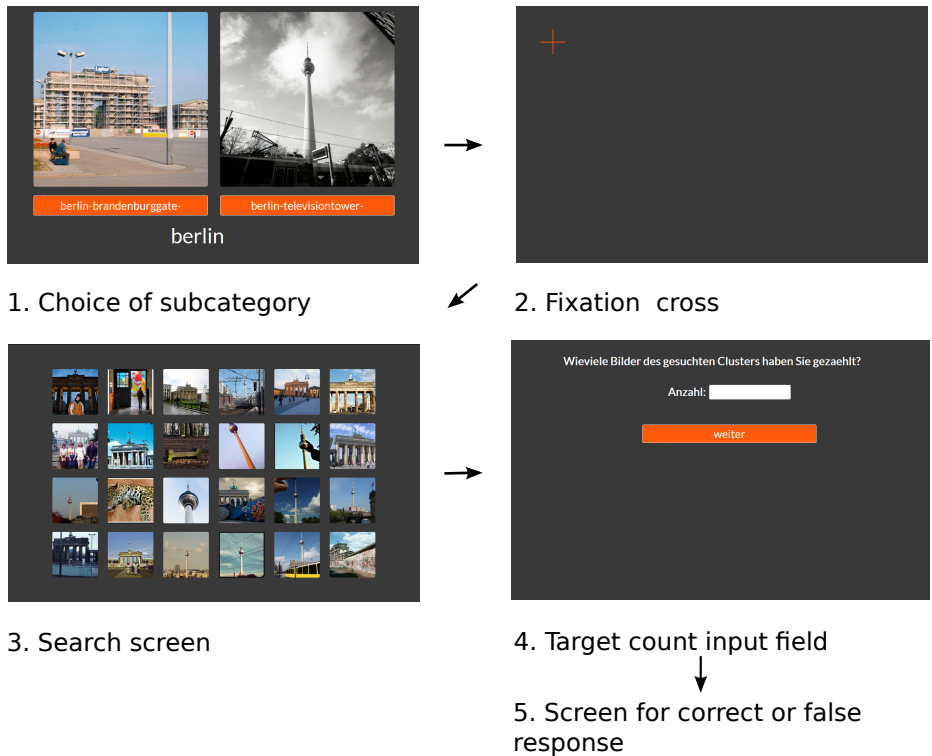 berlin-brandenburggate-
berlin-televisiontower-
berlin
1. Choice of subcategory
2. Fixation  cross
Wieviele Bilder des gesuchten Clusters haben Sie gezaehlt?
Anzahl:
weiter
3. Search screen
4. Target count input field
5. Screen for correct or false
response